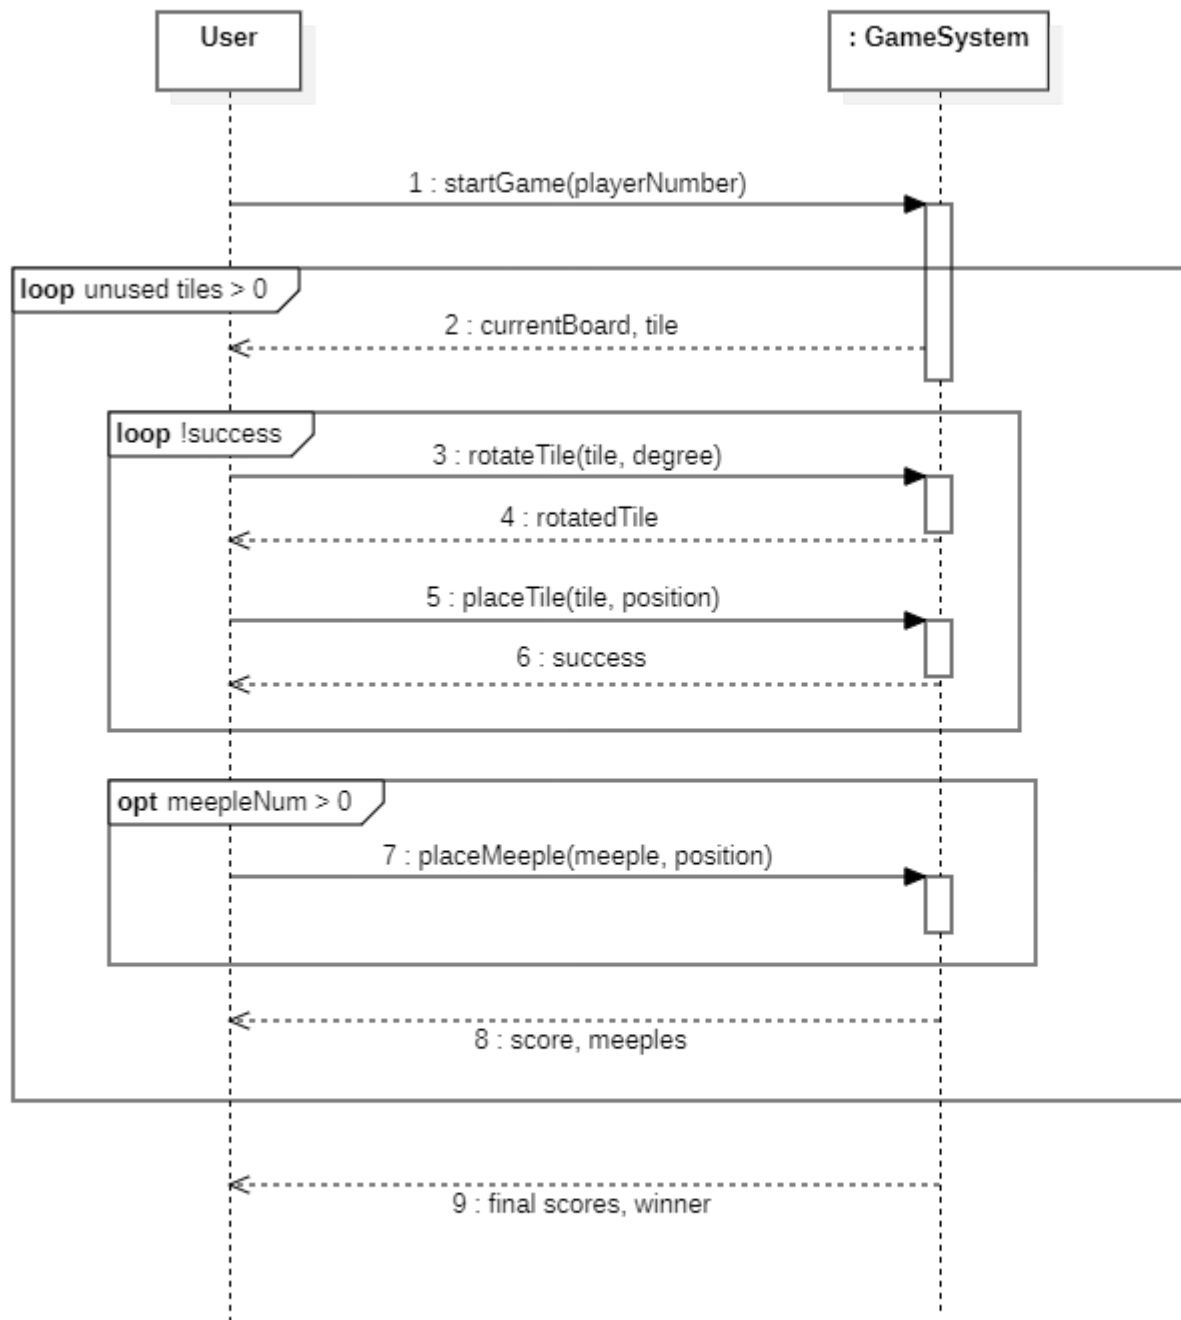 User
: GameSystem
1 : startGame(playerNumber)
loop unused tiles > 0
2 : currentBoard, tile
loop !success
3 : rotateTile(tile, degree)
4 : rotatedTile
5 : placeTile(tile, position)
6 : success
opt meepleNum > 0
7 : placeMeeple(meeple, position)
8 : score, meeples
9 : final scores, winner